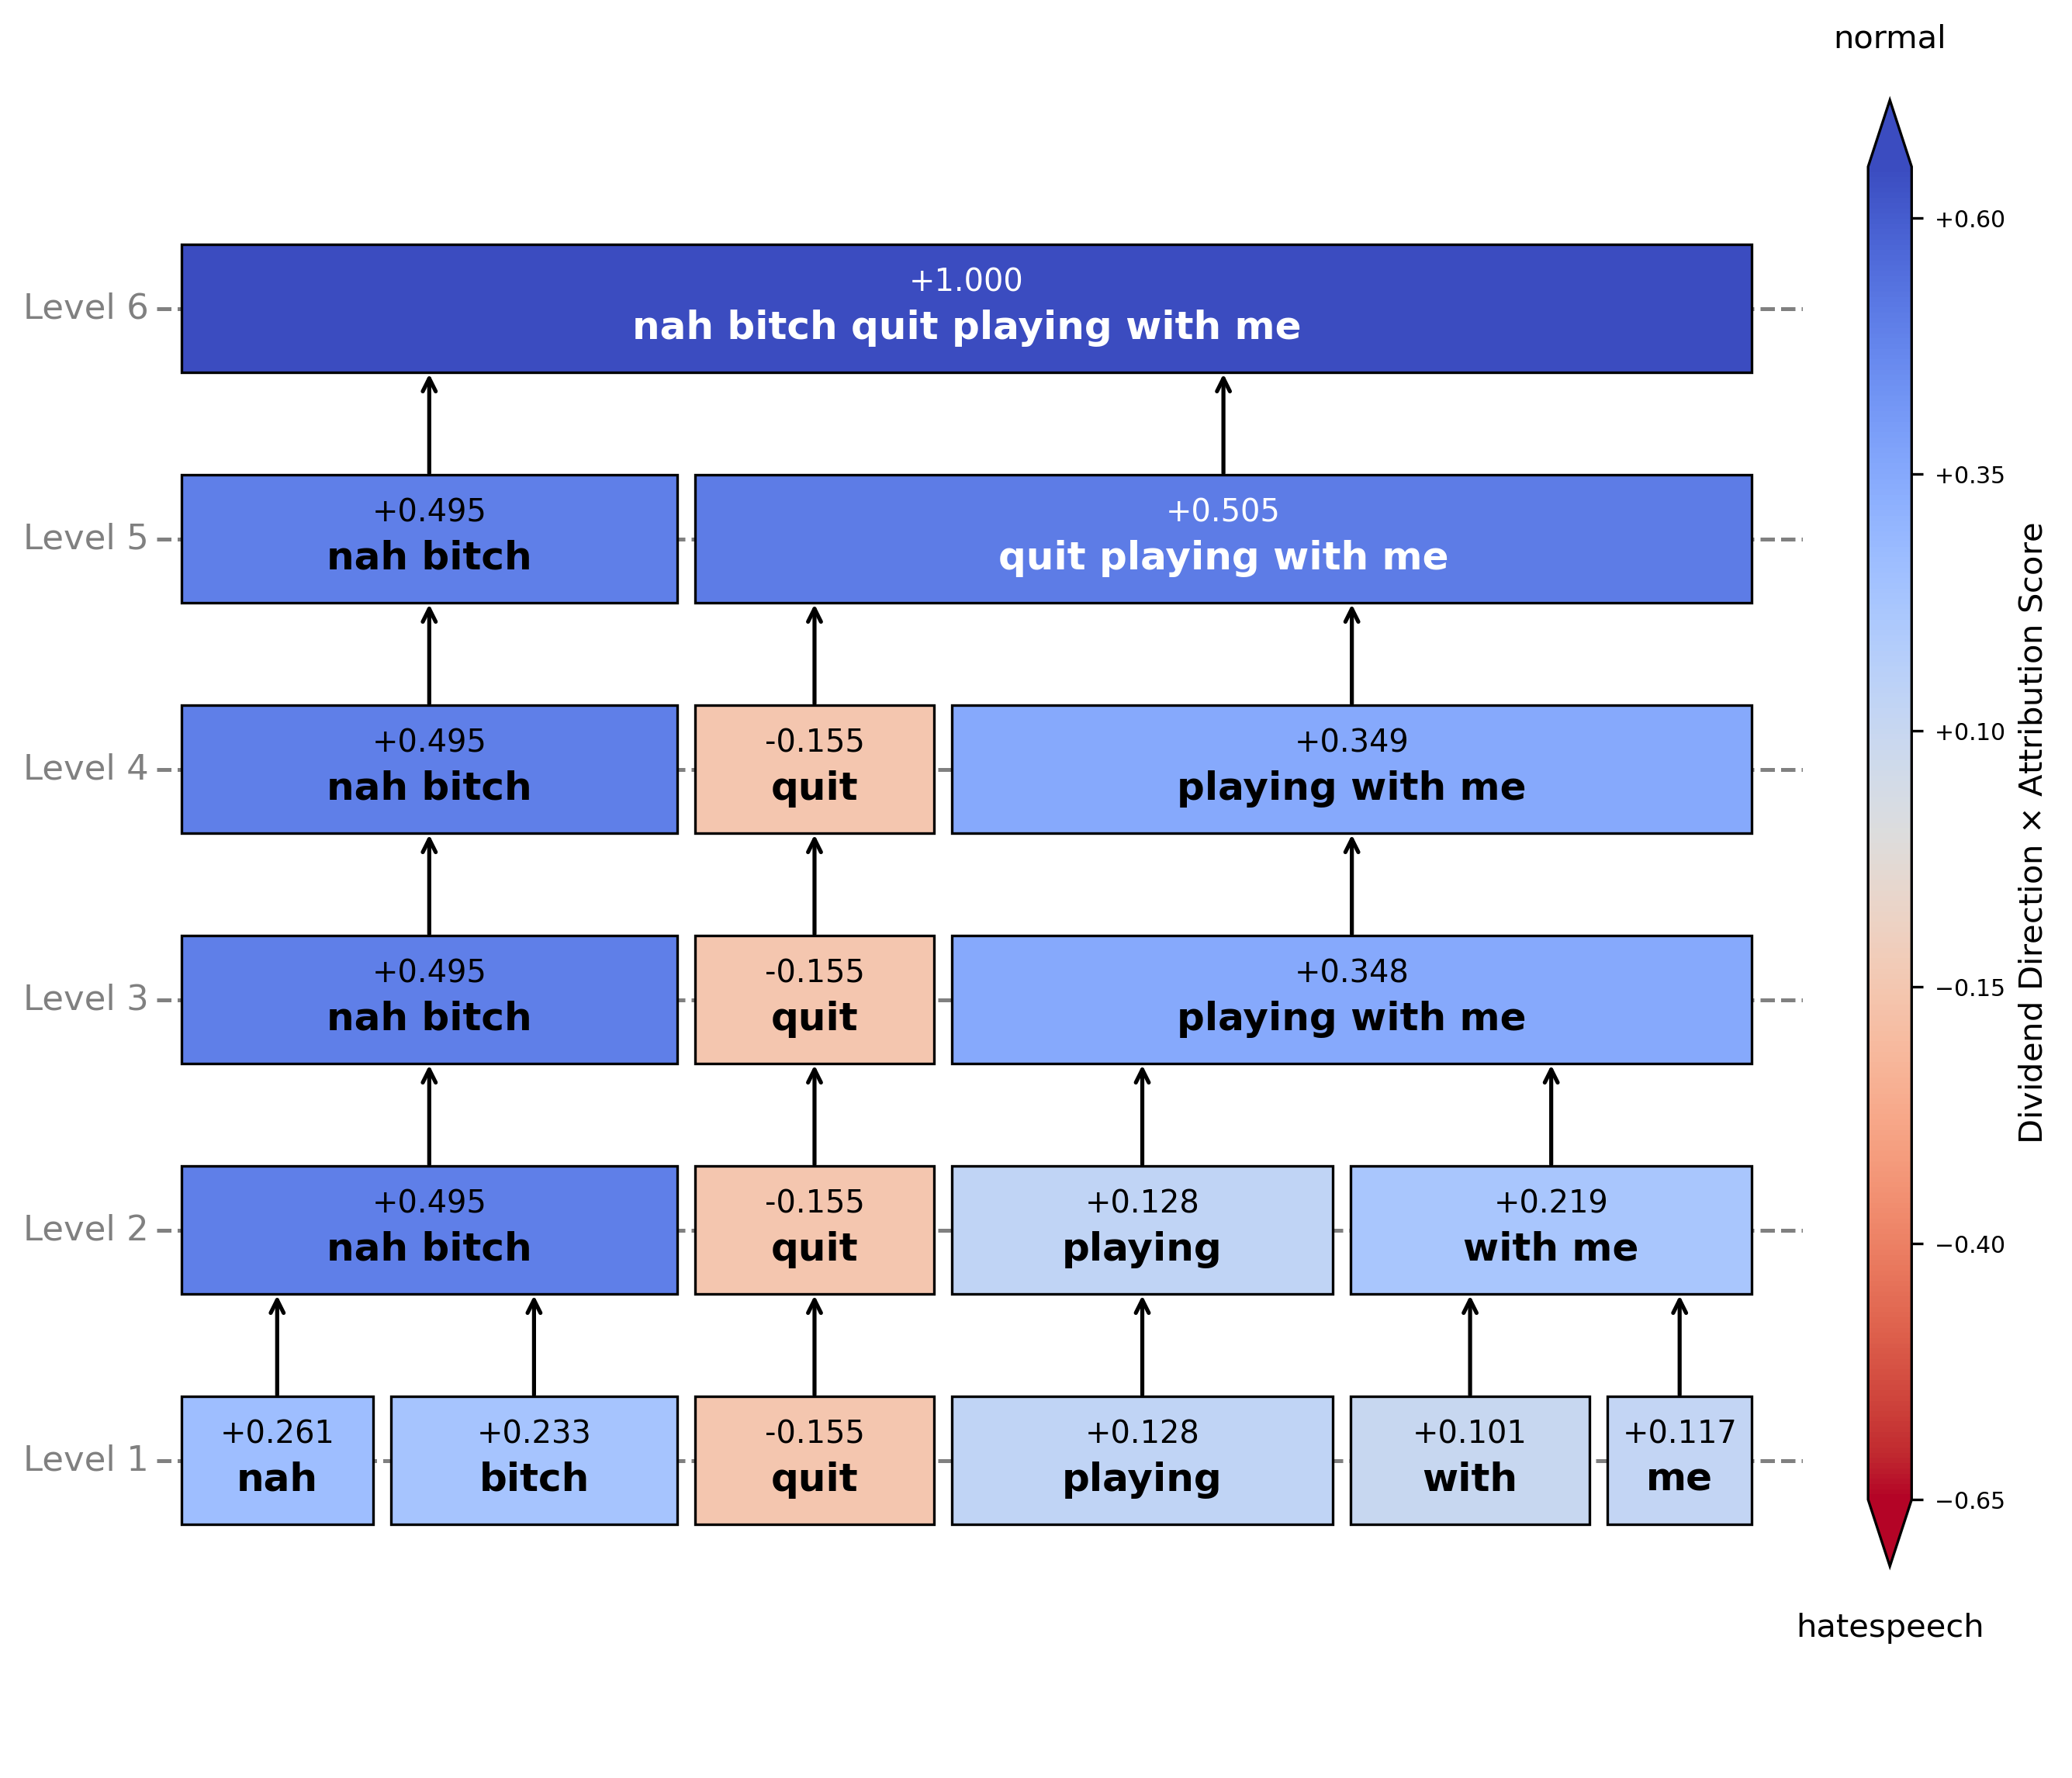 normal
+1.000
Level 6
nah bitch quit playing with me
+0.495 +0.505
Level 5
nah bitch quit playing with me
+0.495 -0.155 +0.349
Level 4
nah bitch quit playing with me
+0.495 -0.155 +0.348
Level 3
nah bitch quit playing with me
+0.495 -0.155 +0.128 +0.219
Level 2
nah bitch quit playing with me
+0.261 +0.233 -0.155 +0.128 +0.101 +0.117
Level 1
nah bitch quit playing with me
+0.60
+0.35
+0.10
−0.15
−0.40
−0.65
Dividend Direction × Attribution Score
hatespeech